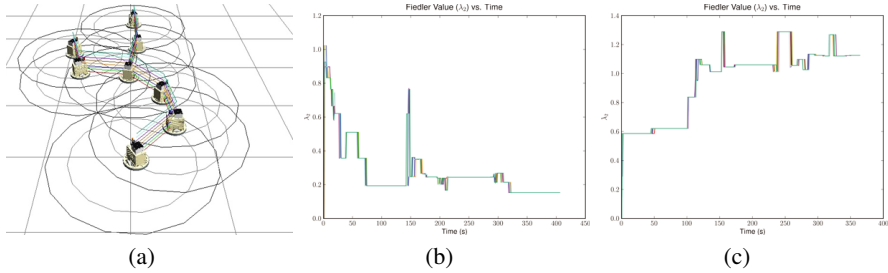 Fiedler Value (λ₂) vs. Time
λ₂
1.2
1.0
0.8
0.6
0.4
0.2
0.0
0 50 100 150 200 250 300 350 400 450
Time (s)
Fiedler Value (λ₂) vs. Time
λ₂
1.4
1.2
1.0
0.8
0.6
0.4
0.2
0.0
0 50 100 150 200 250 300 350 400
Time (s)
(a) (b) (c)